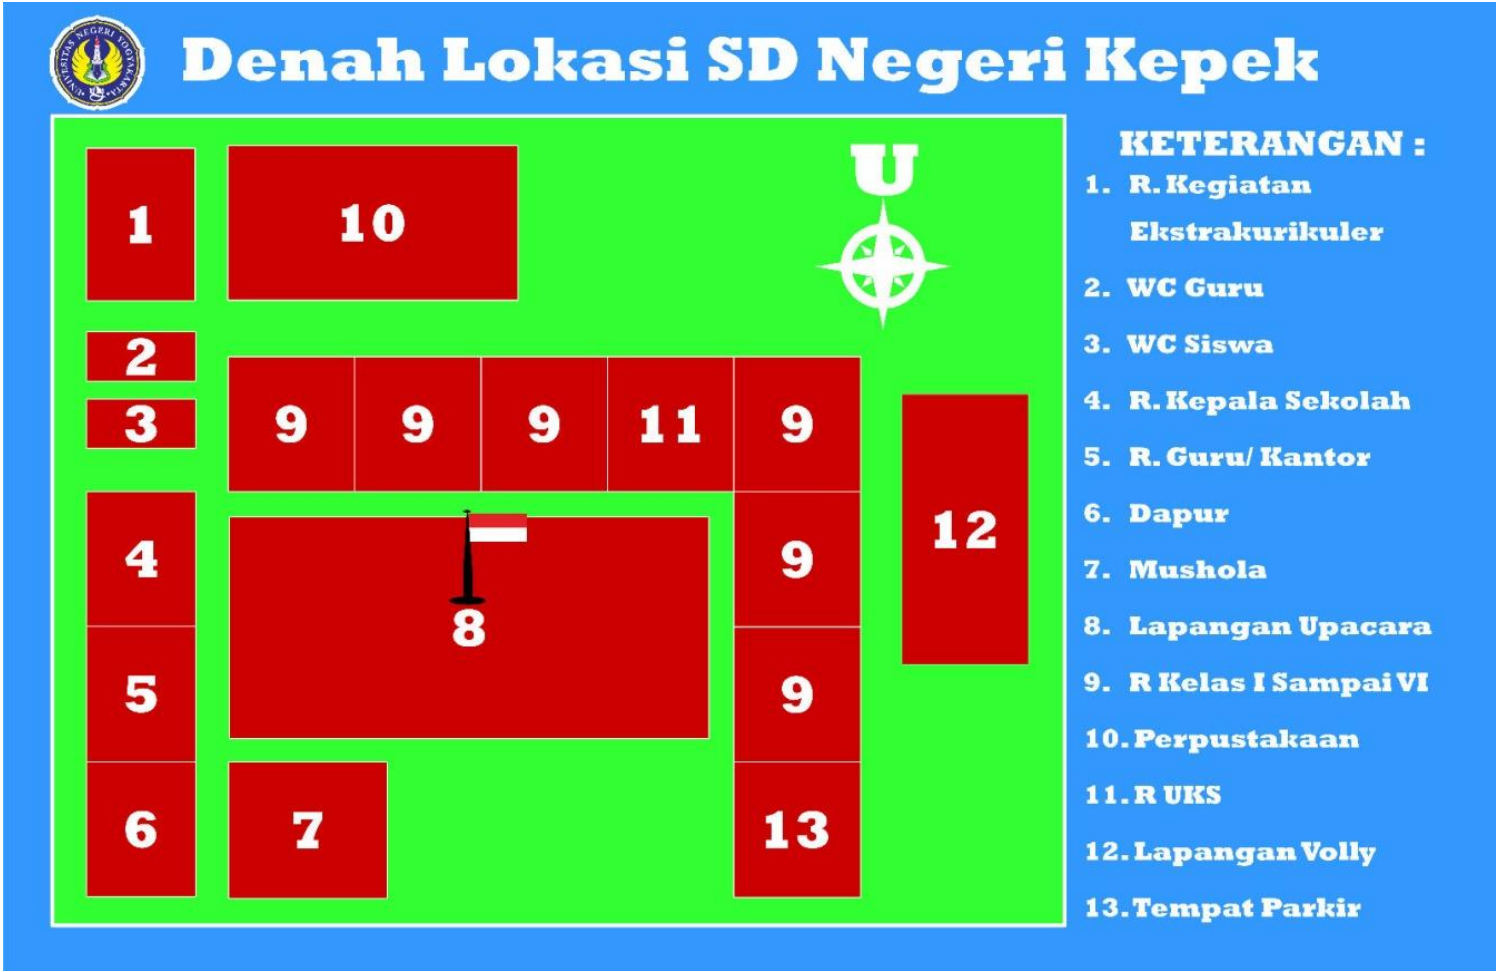 UNIVERSITAS NEGERI YOGYAKARTA
Denah Lokasi SD Negeri Kepek
U
1
10
2
3
9
9
9
11
9
4
8
9
12
5
9
6
7
13
KETERANGAN :
1. R. Kegiatan
Ekstrakurikuler
2. WC Guru
3. WC Siswa
4. R. Kepala Sekolah
5. R. Guru/ Kantor
6. Dapur
7. Mushola
8. Lapangan Upacara
9. R Kelas I Sampai VI
10. Perpustakaan
11. R UKS
12. Lapangan Volly
13. Tempat Parkir